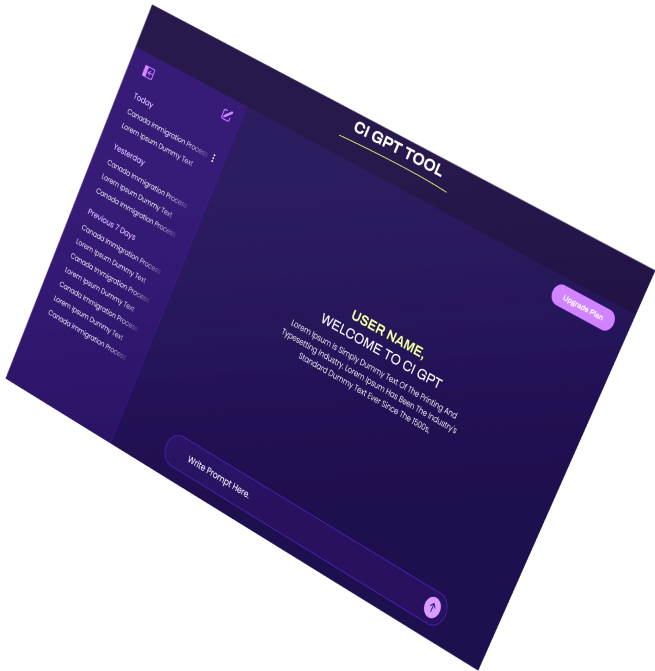 CI GPT TOOL
Today
Canada Immigration Process
Lorem Ipsum Dummy Text
Yesterday
Canada Immigration Process
Lorem Ipsum Dummy Text
Canada Immigration Process
Previous 7 Days
Canada Immigration Process
Lorem Ipsum Dummy Text
Canada Immigration Process
Lorem Ipsum Dummy Text
Canada Immigration Process
Lorem Ipsum Dummy Text
Canada Immigration Process
Upgrade Plan
USER NAME,
WELCOME TO CI GPT
Lorem Ipsum Is Simply Dummy Text Of The Printing And
Typesetting Industry. Lorem Ipsum Has Been The Industry's
Standard Dummy Text Ever Since The 1500s,
Write Prompt Here.